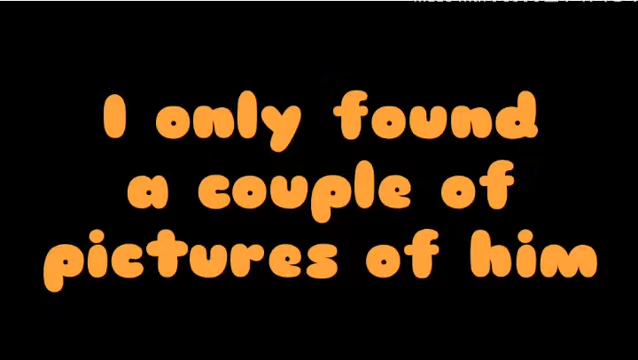 I only found
a couple of
pictures of him